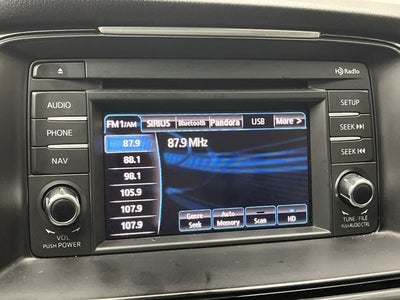 HD Radio
AUDIO
PHONE
NAV
FM1/AM SIRIUS Bluetooth Pandora USB More >
87.9 87.9 MHz
88.1
98.1
105.9
107.9
107.9
Genre Seek
Auto Memory
Scan
HD
SETUP
SEEK
SEEK
VOL
PUSH POWER
TUNE / FILE
PUSH AUDIO CTRL